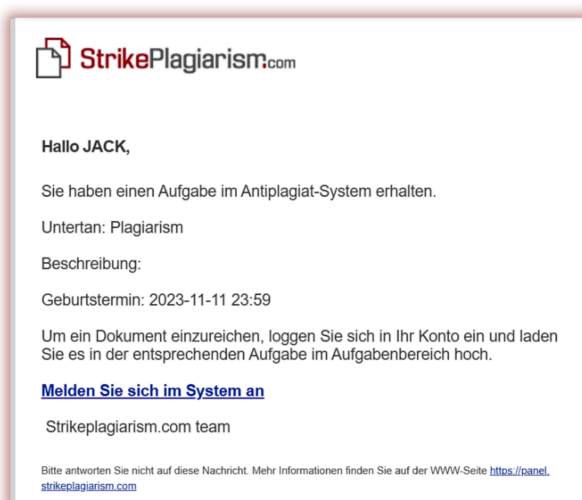 StrikePlagiarism.com
Hallo JACK,
Sie haben einen Aufgabe im Antiplagiat-System erhalten.
Untertan: Plagiarism
Beschreibung:
Geburtstermin: 2023-11-11 23:59
Um ein Dokument einzureichen, loggen Sie sich in Ihr Konto ein und laden
Sie es in der entsprechenden Aufgabe im Aufgabenbereich hoch.
Melden Sie sich im System an
Strikeplagiarism.com team
Bitte antworten Sie nicht auf diese Nachricht. Mehr Informationen finden Sie auf der WWW-Seite https://panel.
strikeplagiarism.com